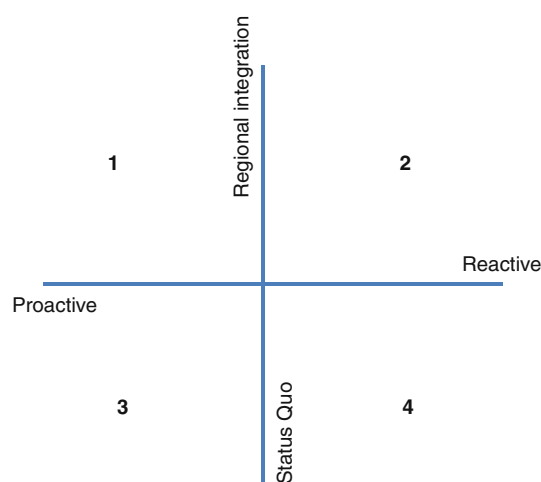 Regional integration
1
2
Reactive
Proactive
3
4
Status Quo